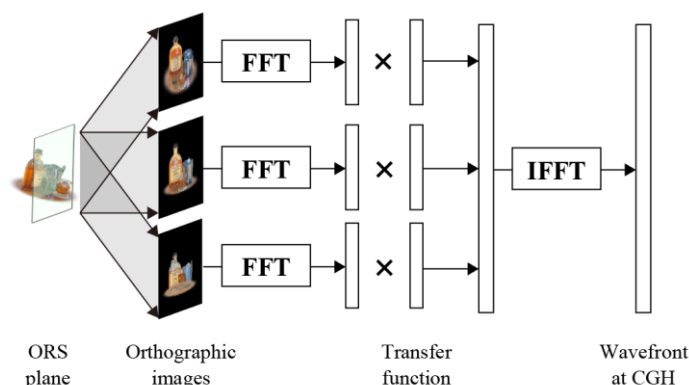 FFT
×
FFT
×
IFFT
FFT
×
ORS
plane
Orthographic
images
Transfer
function
Wavefront
at CGH